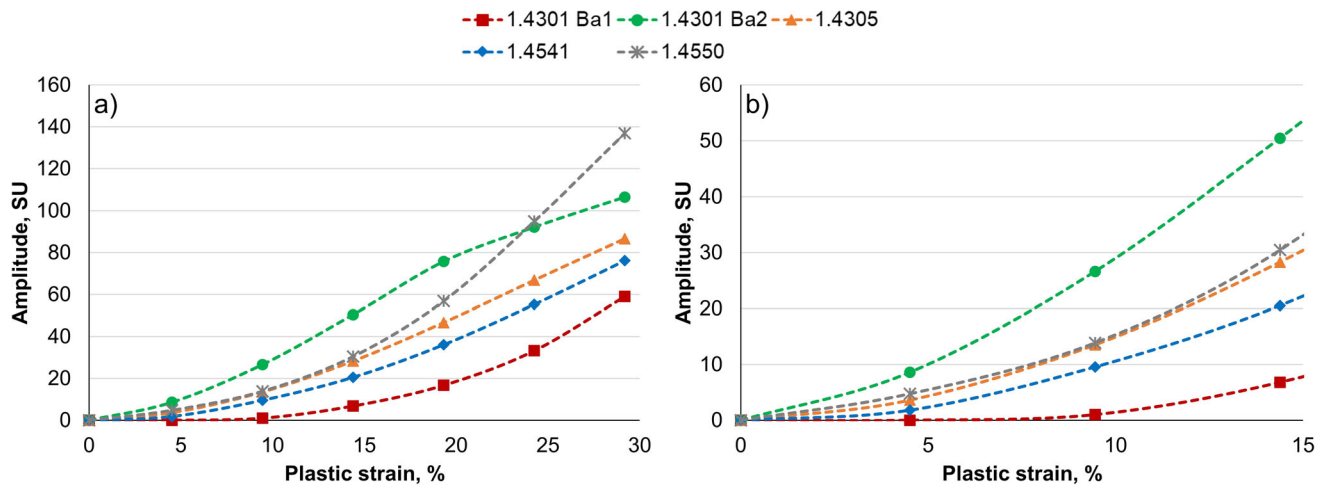 1.4301 Ba1 1.4301 Ba2 1.4305
1.4541 1.4550
a)
160
140
120
100
80
60
40
20
0
0 5 10 15 20 25 30
Amplitude, SU
Plastic strain, %
b)
60
50
40
30
20
10
0
0 5 10 15
Amplitude, SU
Plastic strain, %